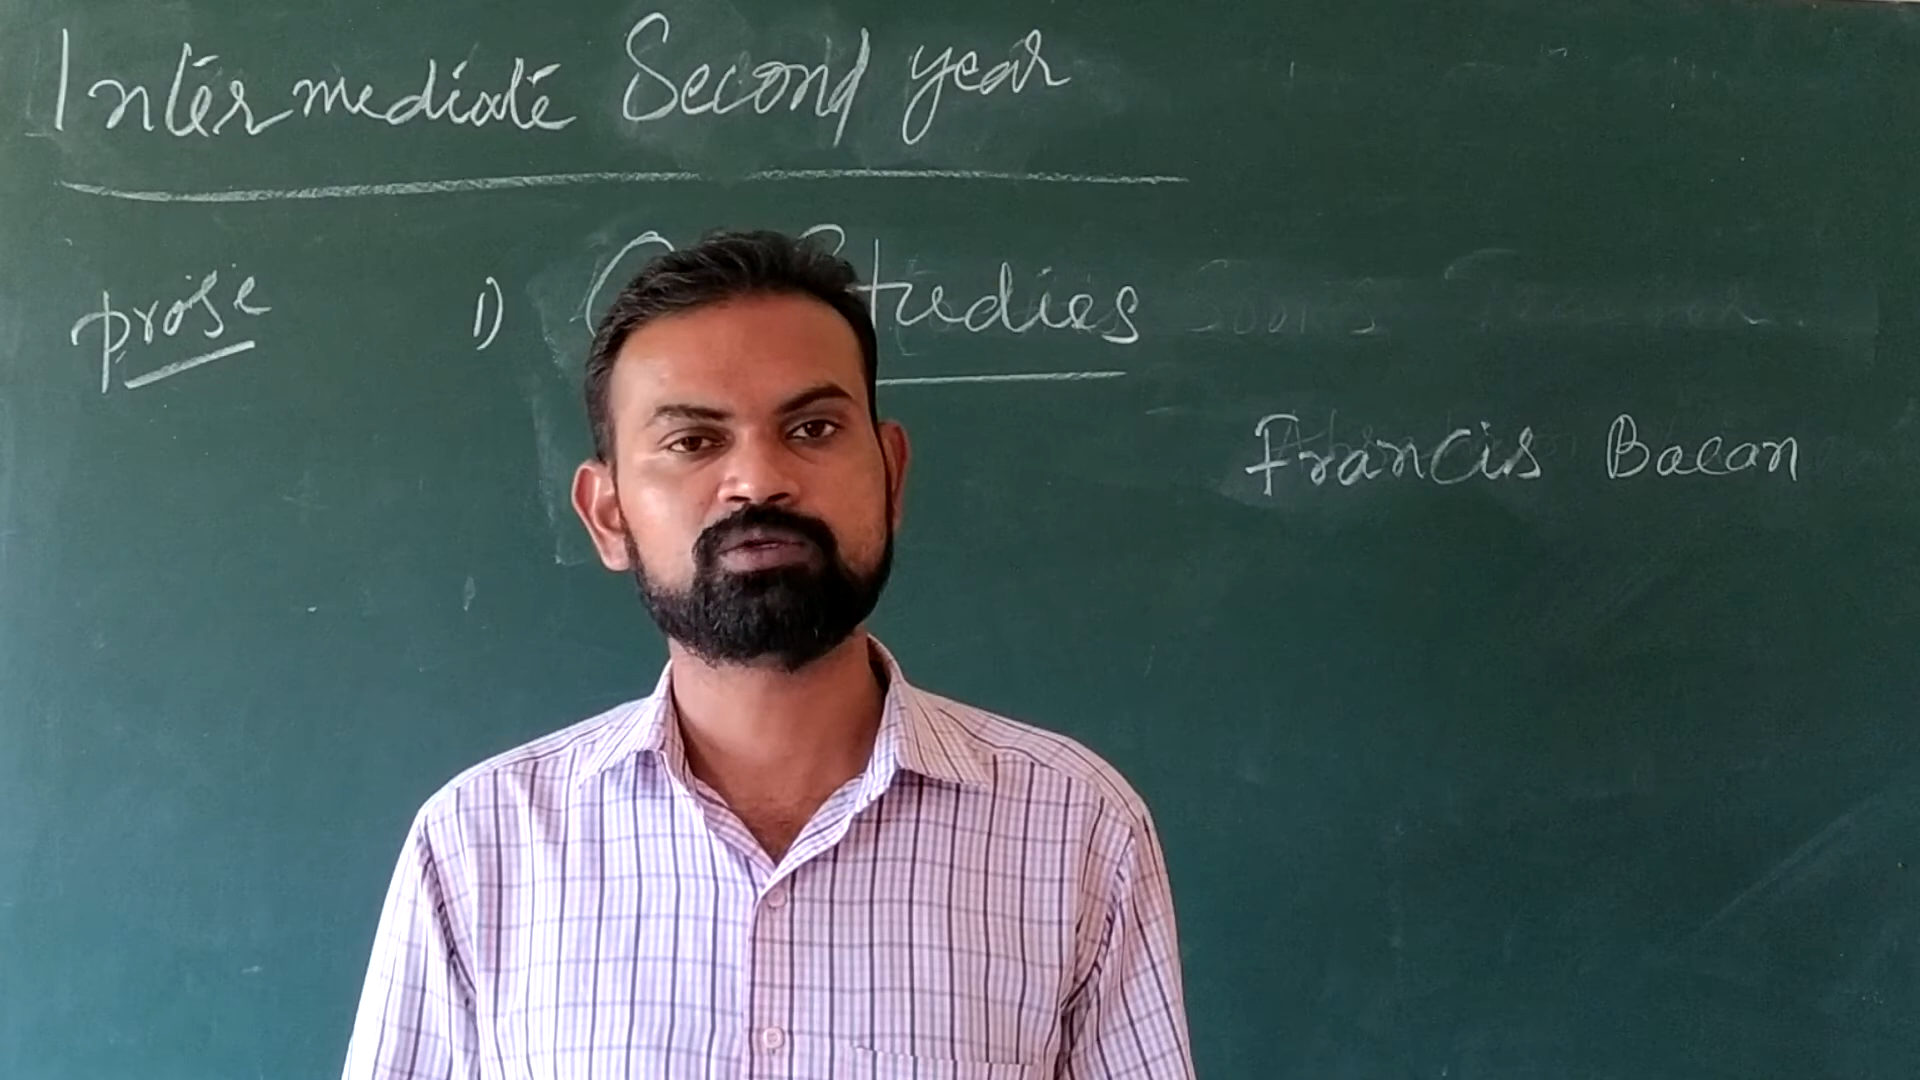 Intermediate Second year
prose 1) Studies
Francis Bacan